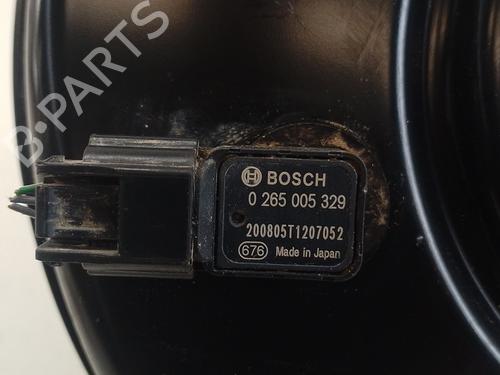 B-PARTS
BOSCH
0 265 005 329
200805T1207052
676 Made in Japan